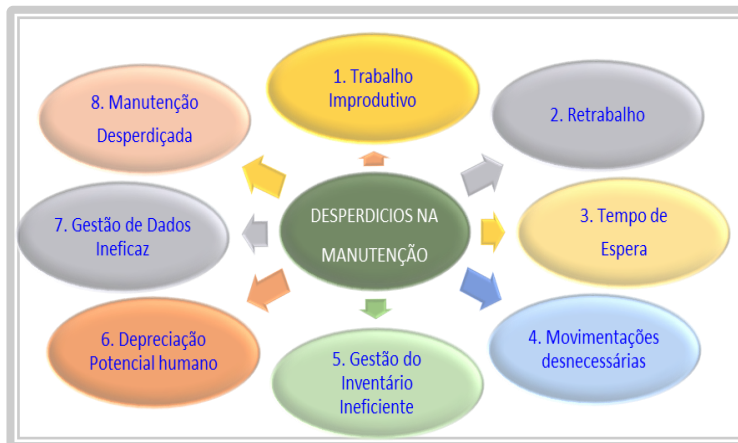 DESPERDICIOS NA
MANUTENÇÃO
1. Trabalho
Improdutivo
2. Retrabalho
3. Tempo de
Espera
4. Movimentações
desnecessárias
5. Gestão do
Inventário
Ineficiente
6. Depreciação
Potencial humano
7. Gestão de Dados
Ineficaz
8. Manutenção
Desperdiçada